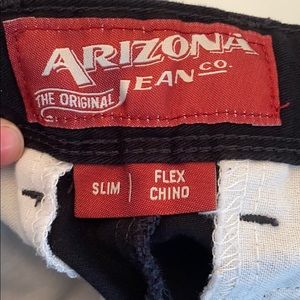 ARIZONA
JEAN CO.
THE ORIGINAL
SLIM
FLEX
CHINO